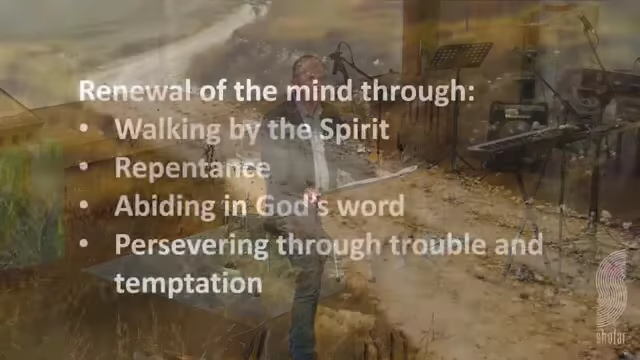 Renewal of the mind through:
• Walking by the Spirit
• Repentance
• Abiding in God's word
• Persevering through trouble and
temptation
shofar